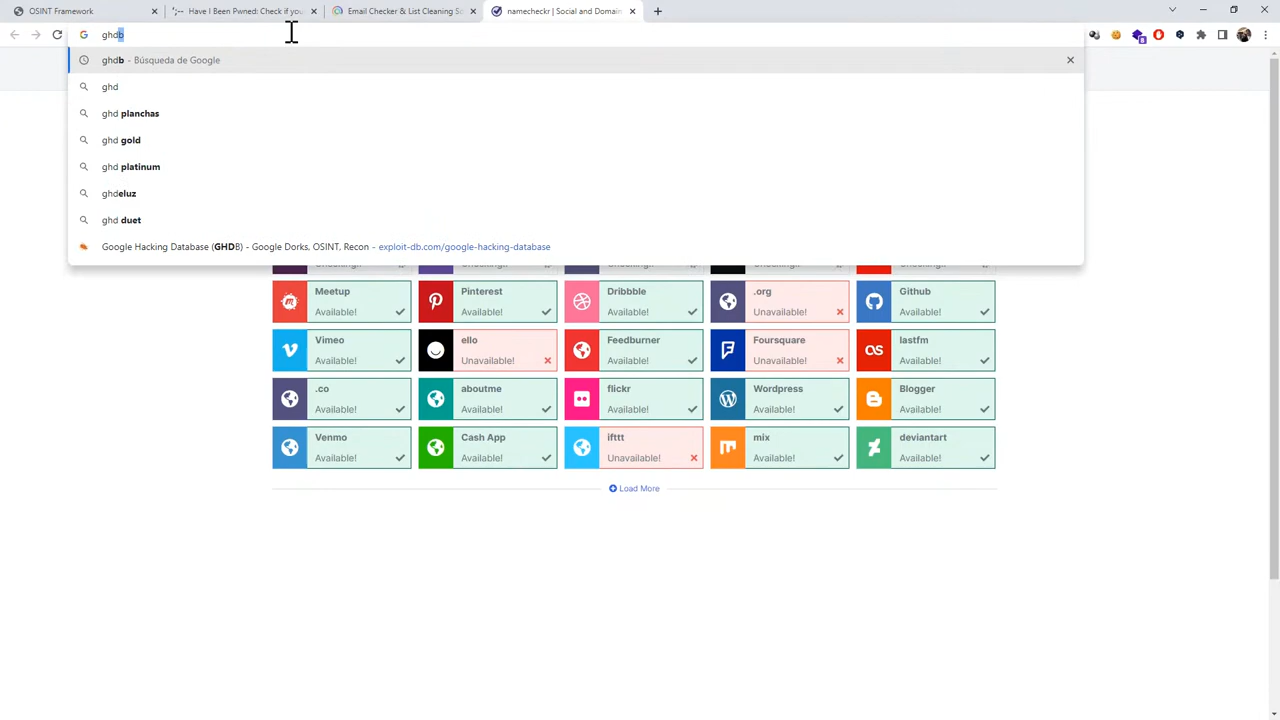 OSINT Framework
Have I Been Pwned: Check if you
Email Checker & List Cleaning So
namecheckr | Social and Domain
ghdb
ghdb - Búsqueda de Google
ghd
ghd planchas
ghd gold
ghd platinum
ghdeluz
ghd duet
Google Hacking Database (GHDB) - Google Dorks, OSINT, Recon - exploit-db.com/google-hacking-database
Meetup
Available!
Pinterest
Available!
Dribbble
Available!
.org
Unavailable!
Github
Available!
Vimeo
Available!
ello
Unavailable!
Feedburner
Available!
Foursquare
Unavailable!
lastfm
Available!
.co
Available!
aboutme
Available!
flickr
Available!
Wordpress
Available!
Blogger
Available!
Venmo
Available!
Cash App
Available!
ifttt
Unavailable!
mix
Available!
deviantart
Available!
Load More